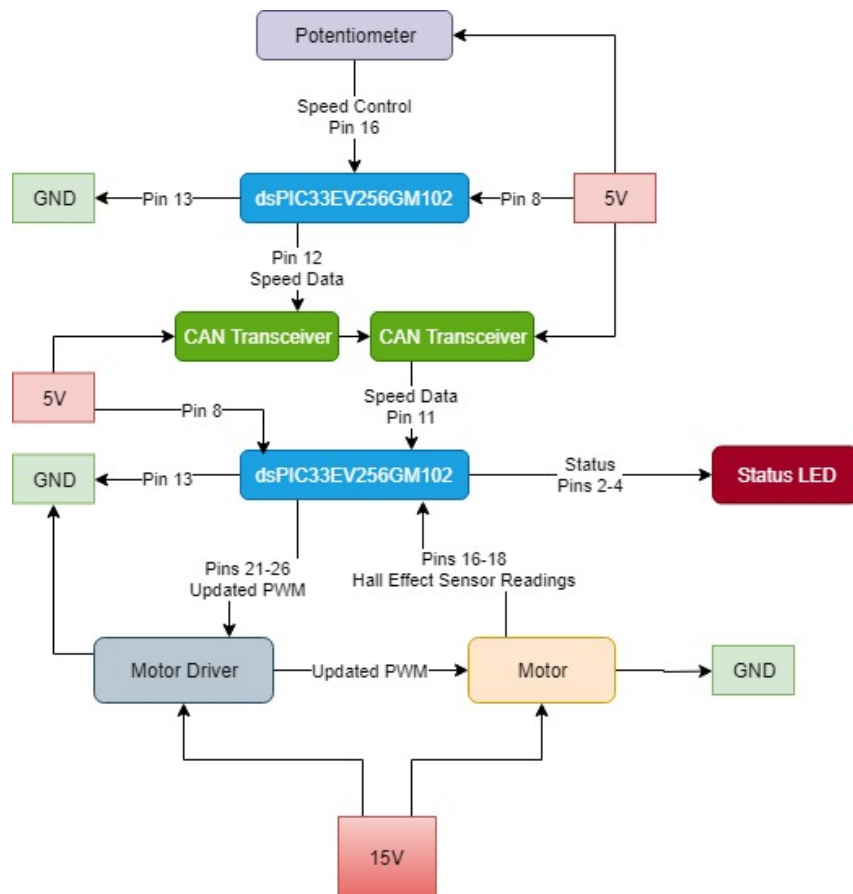 Potentiometer
Speed Control
Pin 16
GND
Pin 13
dsPIC33EV256GM102
Pin 8
5V
Pin 12
Speed Data
CAN Transceiver
CAN Transceiver
5V
Pin 8
Speed Data
Pin 11
GND
Pin 13
dsPIC33EV256GM102
Status
Pins 2-4
Status LED
Pins 21-26
Updated PWM
Pins 16-18
Hall Effect Sensor Readings
Motor Driver
Updated PWM
Motor
GND
15V